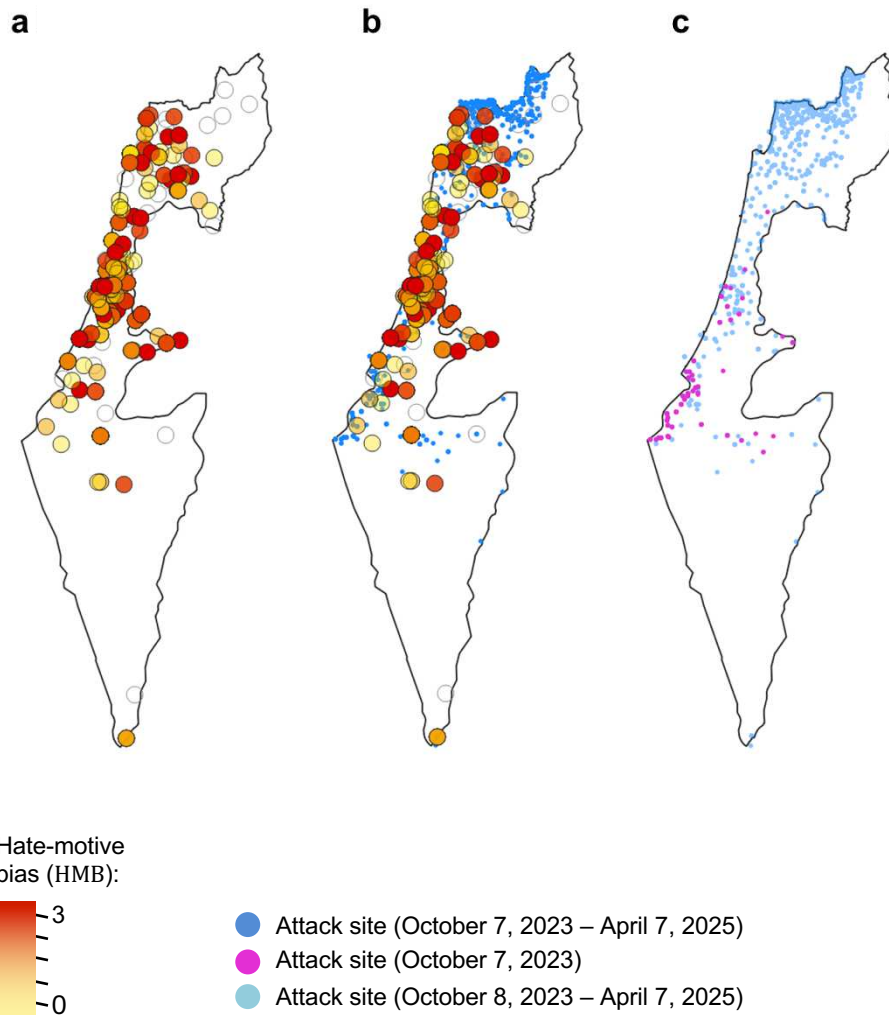 a b c
Hate-motive
bias (HMB):
3
0
Attack site (October 7, 2023 – April 7, 2025)
Attack site (October 7, 2023)
Attack site (October 8, 2023 – April 7, 2025)